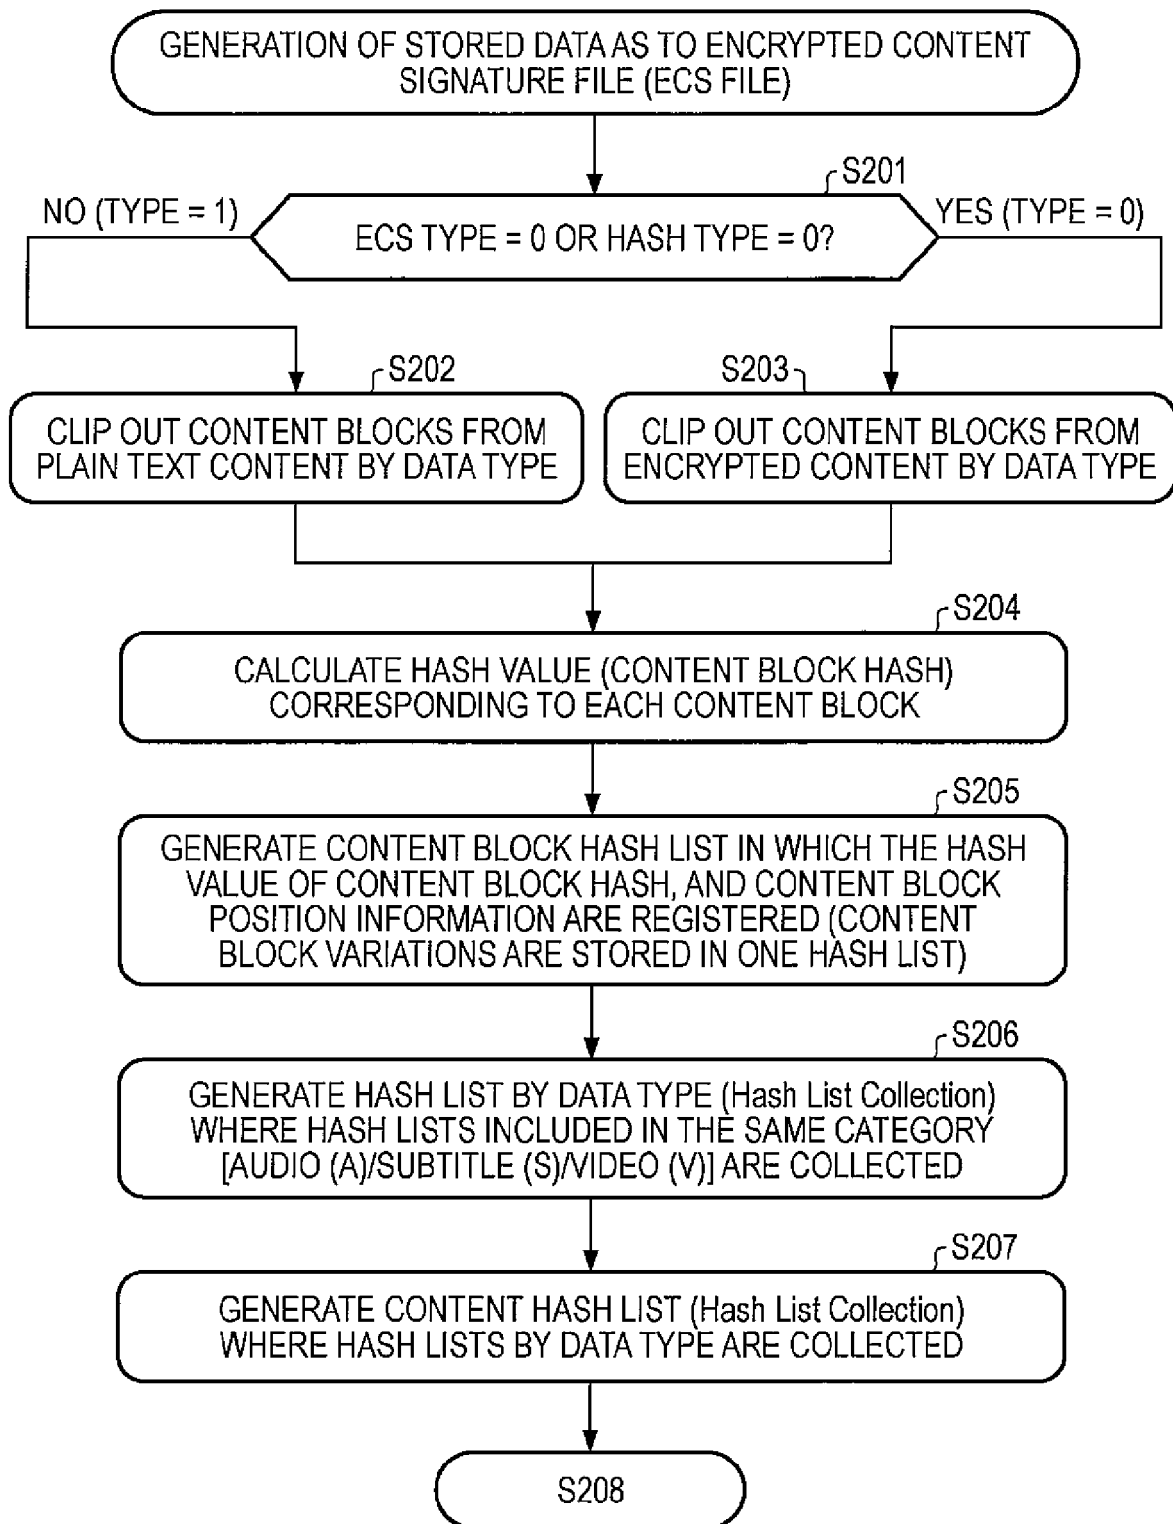 GENERATION OF STORED DATA AS TO ENCRYPTED CONTENT
SIGNATURE FILE (ECS FILE)
S201
NO (TYPE = 1)
YES (TYPE = 0)
ECS TYPE = 0 OR HASH TYPE = 0?
S202
S203
CLIP OUT CONTENT BLOCKS FROM
PLAIN TEXT CONTENT BY DATA TYPE
CLIP OUT CONTENT BLOCKS FROM
ENCRYPTED CONTENT BY DATA TYPE
S204
CALCULATE HASH VALUE (CONTENT BLOCK HASH)
CORRESPONDING TO EACH CONTENT BLOCK
S205
GENERATE CONTENT BLOCK HASH LIST IN WHICH THE HASH
VALUE OF CONTENT BLOCK HASH, AND CONTENT BLOCK
POSITION INFORMATION ARE REGISTERED (CONTENT
BLOCK VARIATIONS ARE STORED IN ONE HASH LIST)
S206
GENERATE HASH LIST BY DATA TYPE (Hash List Collection)
WHERE HASH LISTS INCLUDED IN THE SAME CATEGORY
[AUDIO (A)/SUBTITLE (S)/VIDEO (V)] ARE COLLECTED
S207
GENERATE CONTENT HASH LIST (Hash List Collection)
WHERE HASH LISTS BY DATA TYPE ARE COLLECTED
S208